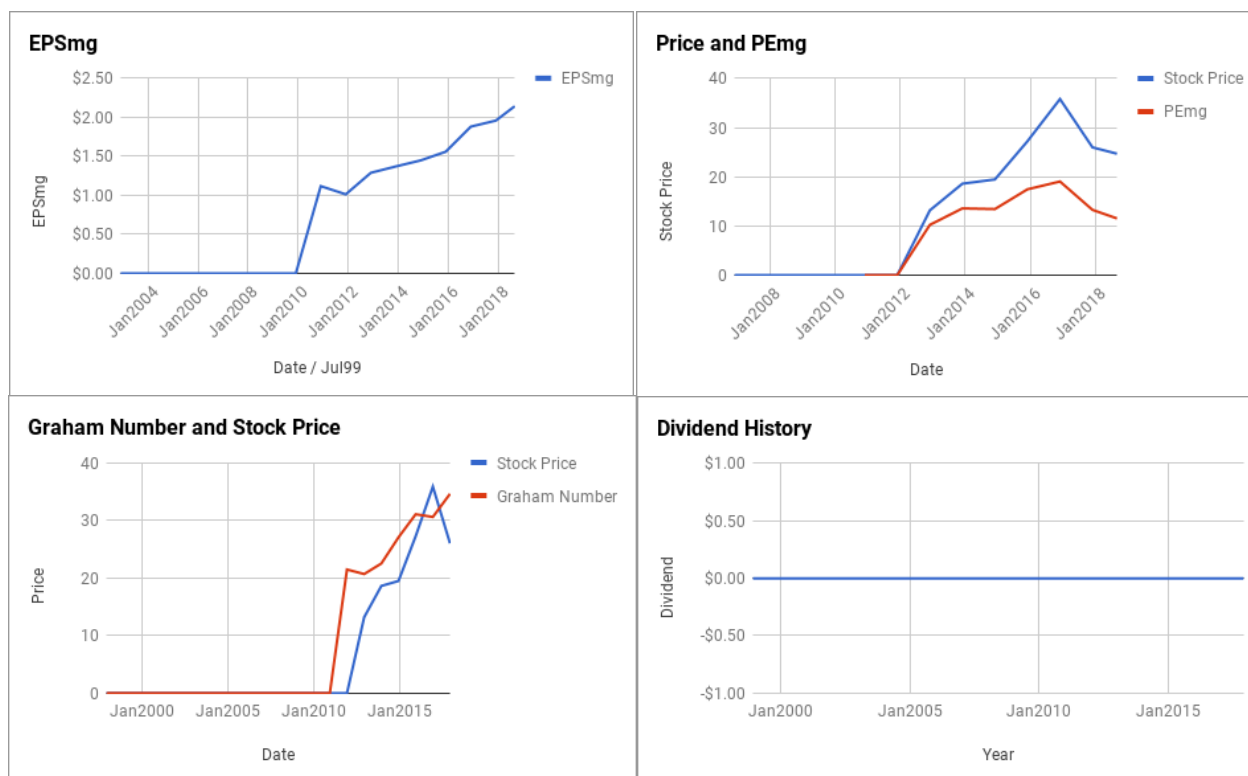 EPSmg
EPSmg
$2.50
$2.00
$1.50
$1.00
$0.50
$0.00
EPSmg
Jan2004
Jan2006
Jan2008
Jan2010
Jan2012
Jan2014
Jan2016
Jan2018
Date / Jul99
Price and PEmg
Stock Price
PEmg
40
30
20
10
0
Stock Price
Jan2008
Jan2010
Jan2012
Jan2014
Jan2016
Jan2018
Date
Graham Number and Stock Price
Stock Price
Graham Number
40
30
20
10
0
Price
Jan2000
Jan2005
Jan2010
Jan2015
Date
Dividend History
$1.00
$0.50
$0.00
-$0.50
-$1.00
Dividend
Jan2000
Jan2005
Jan2010
Jan2015
Year